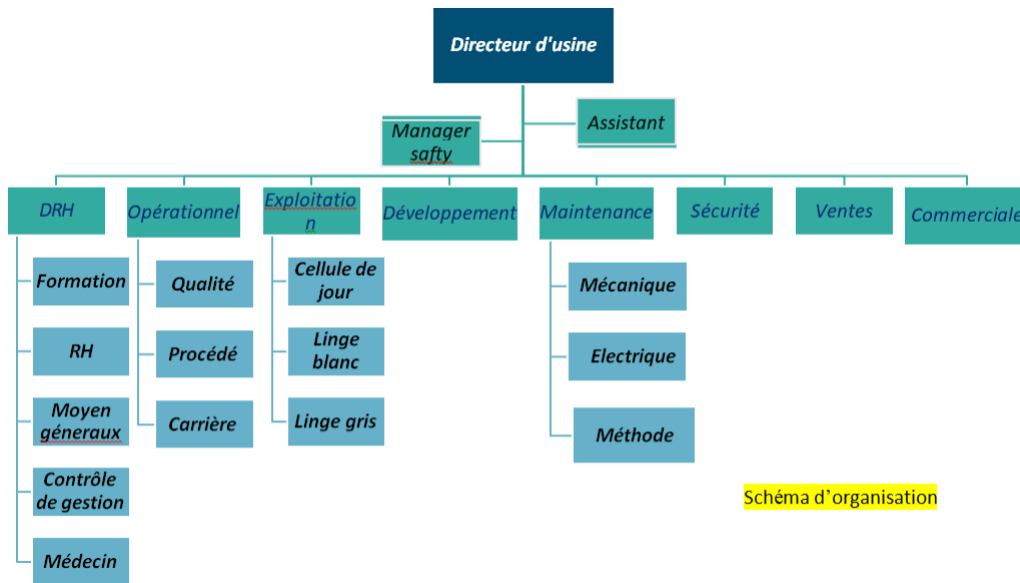 Directeur d'usine
Assistant
Manager
safty
DRH
Opérationnel
Exploitatio
n
Développement
Maintenance
Sécurité
Ventes
Commerciale
Formation
RH
Moyen
géneraux
Contrôle
de gestion
Médecin
Qualité
Procédé
Carrière
Cellule de
jour
Linge
blanc
Linge gris
Mécanique
Electrique
Méthode
Schéma d'organisation